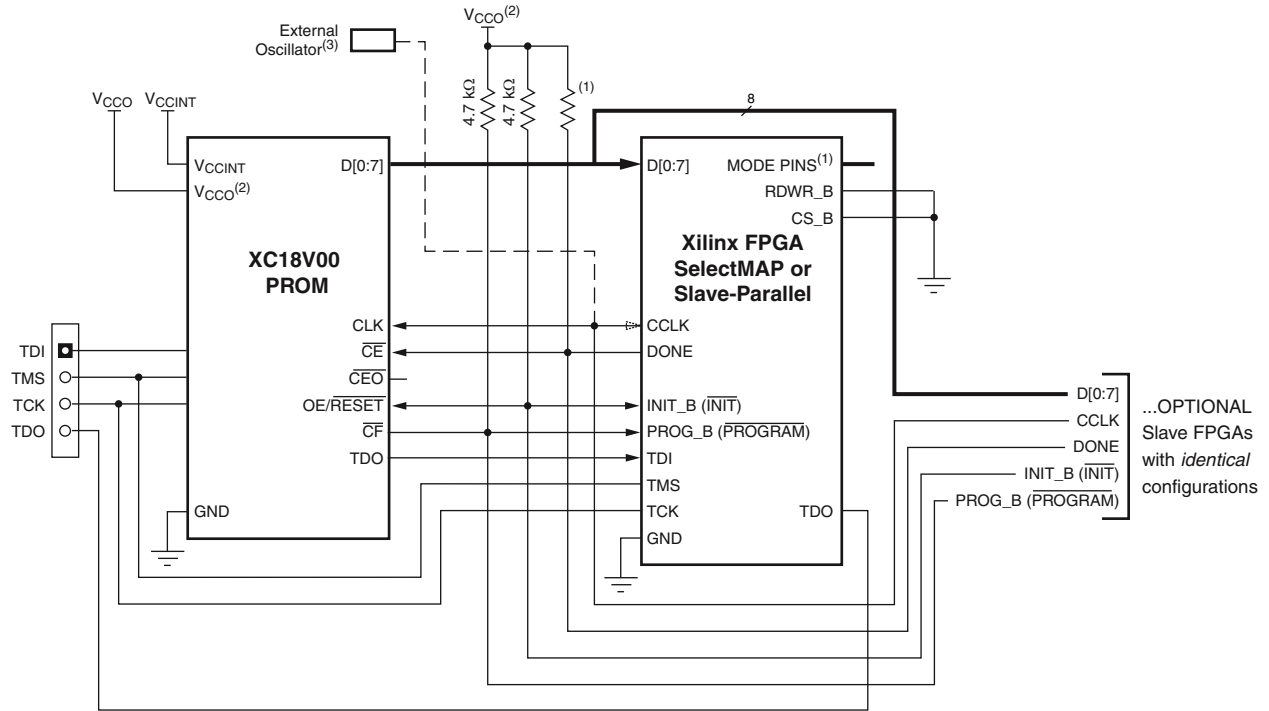 External
Oscillator(3)
VCCO(2)
4.7 kΩ
4.7 kΩ
(1)
8
VCCO
VCCINT
VCCINT
VCCO(2)
D[0:7]
XC18V00
PROM
CLK
CE
CEO
OE/RESET
CF
TDO
GND
TDI
TMS
TCK
TDO
D[0:7]
MODE PINS(1)
RDWR_B
CS_B
Xilinx FPGA
SelectMAP or
Slave-Parallel
CCLK
DONE
INIT_B (INIT)
PROG_B (PROGRAM)
TDI
TMS
TCK
TDO
GND
D[0:7]
CCLK
DONE
INIT_B (INIT)
PROG_B (PROGRAM)
...OPTIONAL
Slave FPGAs
with identical
configurations